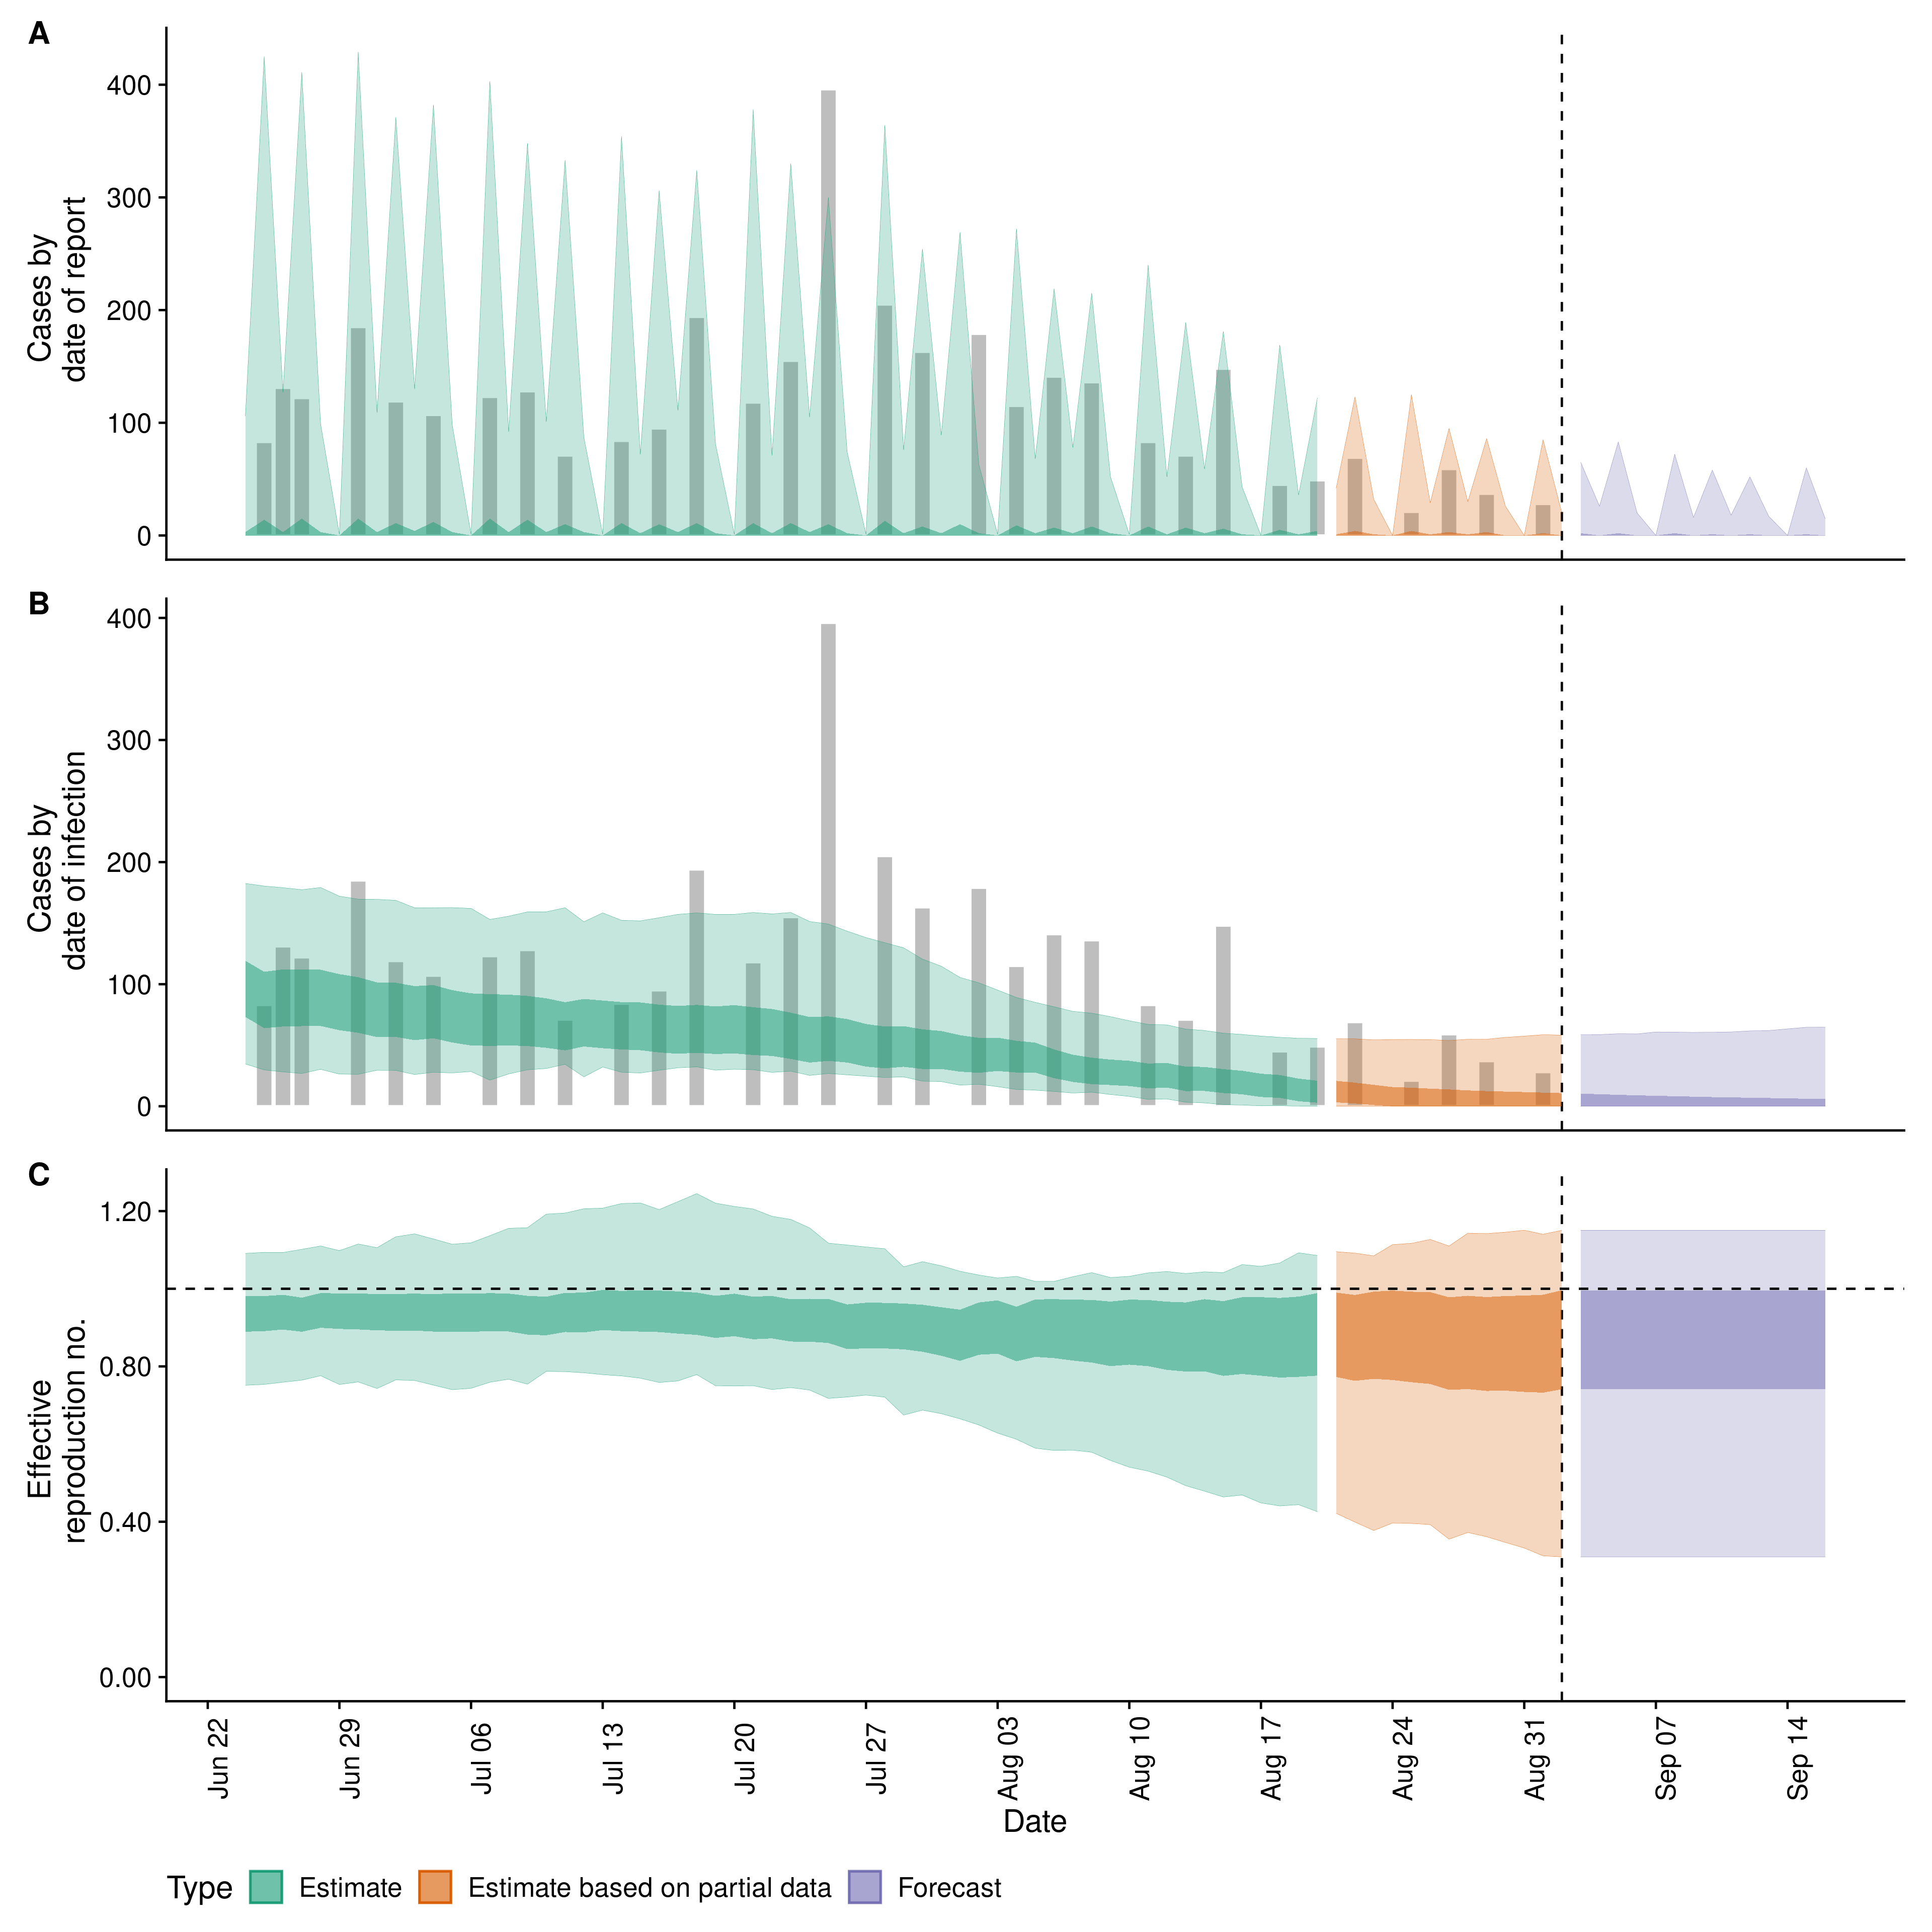 A
Cases by
date of report
400
300
200
100
0
B
Cases by
date of infection
400
300
200
100
0
C
Effective
reproduction no.
1.20
0.80
0.40
0.00
Jun 22
Jun 29
Jul 06
Jul 13
Jul 20
Jul 27
Aug 03
Aug 10
Aug 17
Aug 24
Aug 31
Sep 07
Sep 14
Date
Type Estimate Estimate based on partial data Forecast